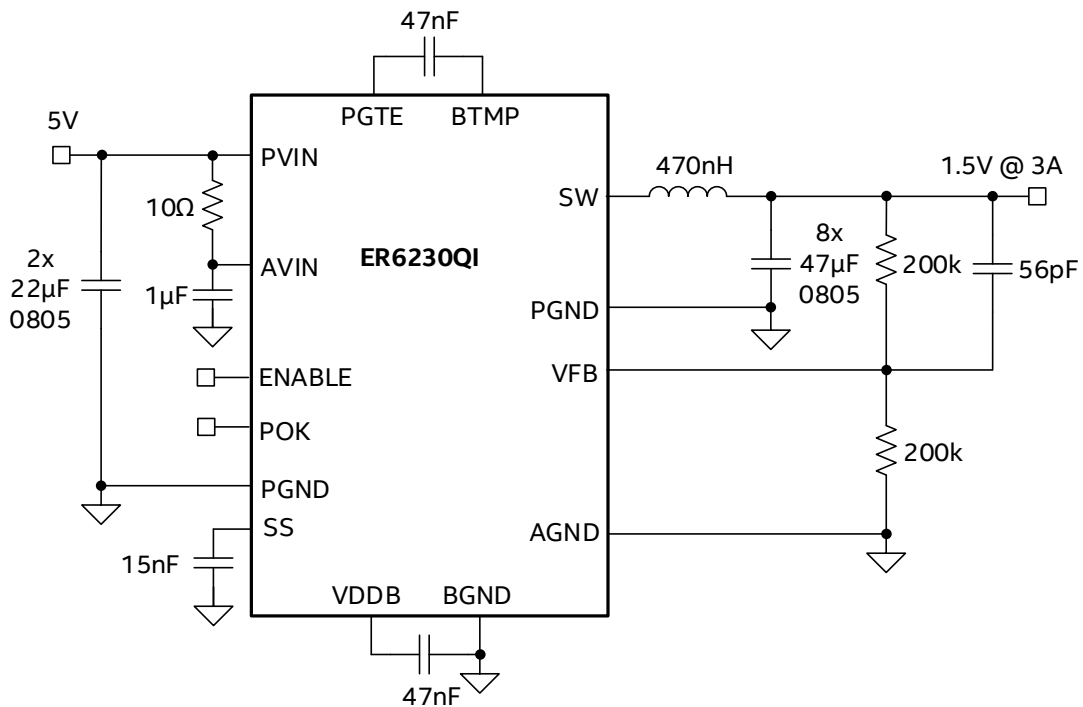 47nF
PGTE
BTMP
5V
PVIN
470nH
1.5V @ 3A
SW
10Ω
2x
22µF
0805
AVIN
ER6230QI
8x
47µF
0805
200k
56pF
1µF
PGND
ENABLE
VFB
POK
200k
PGND
SS
AGND
15nF
VDDB
BGND
47nF